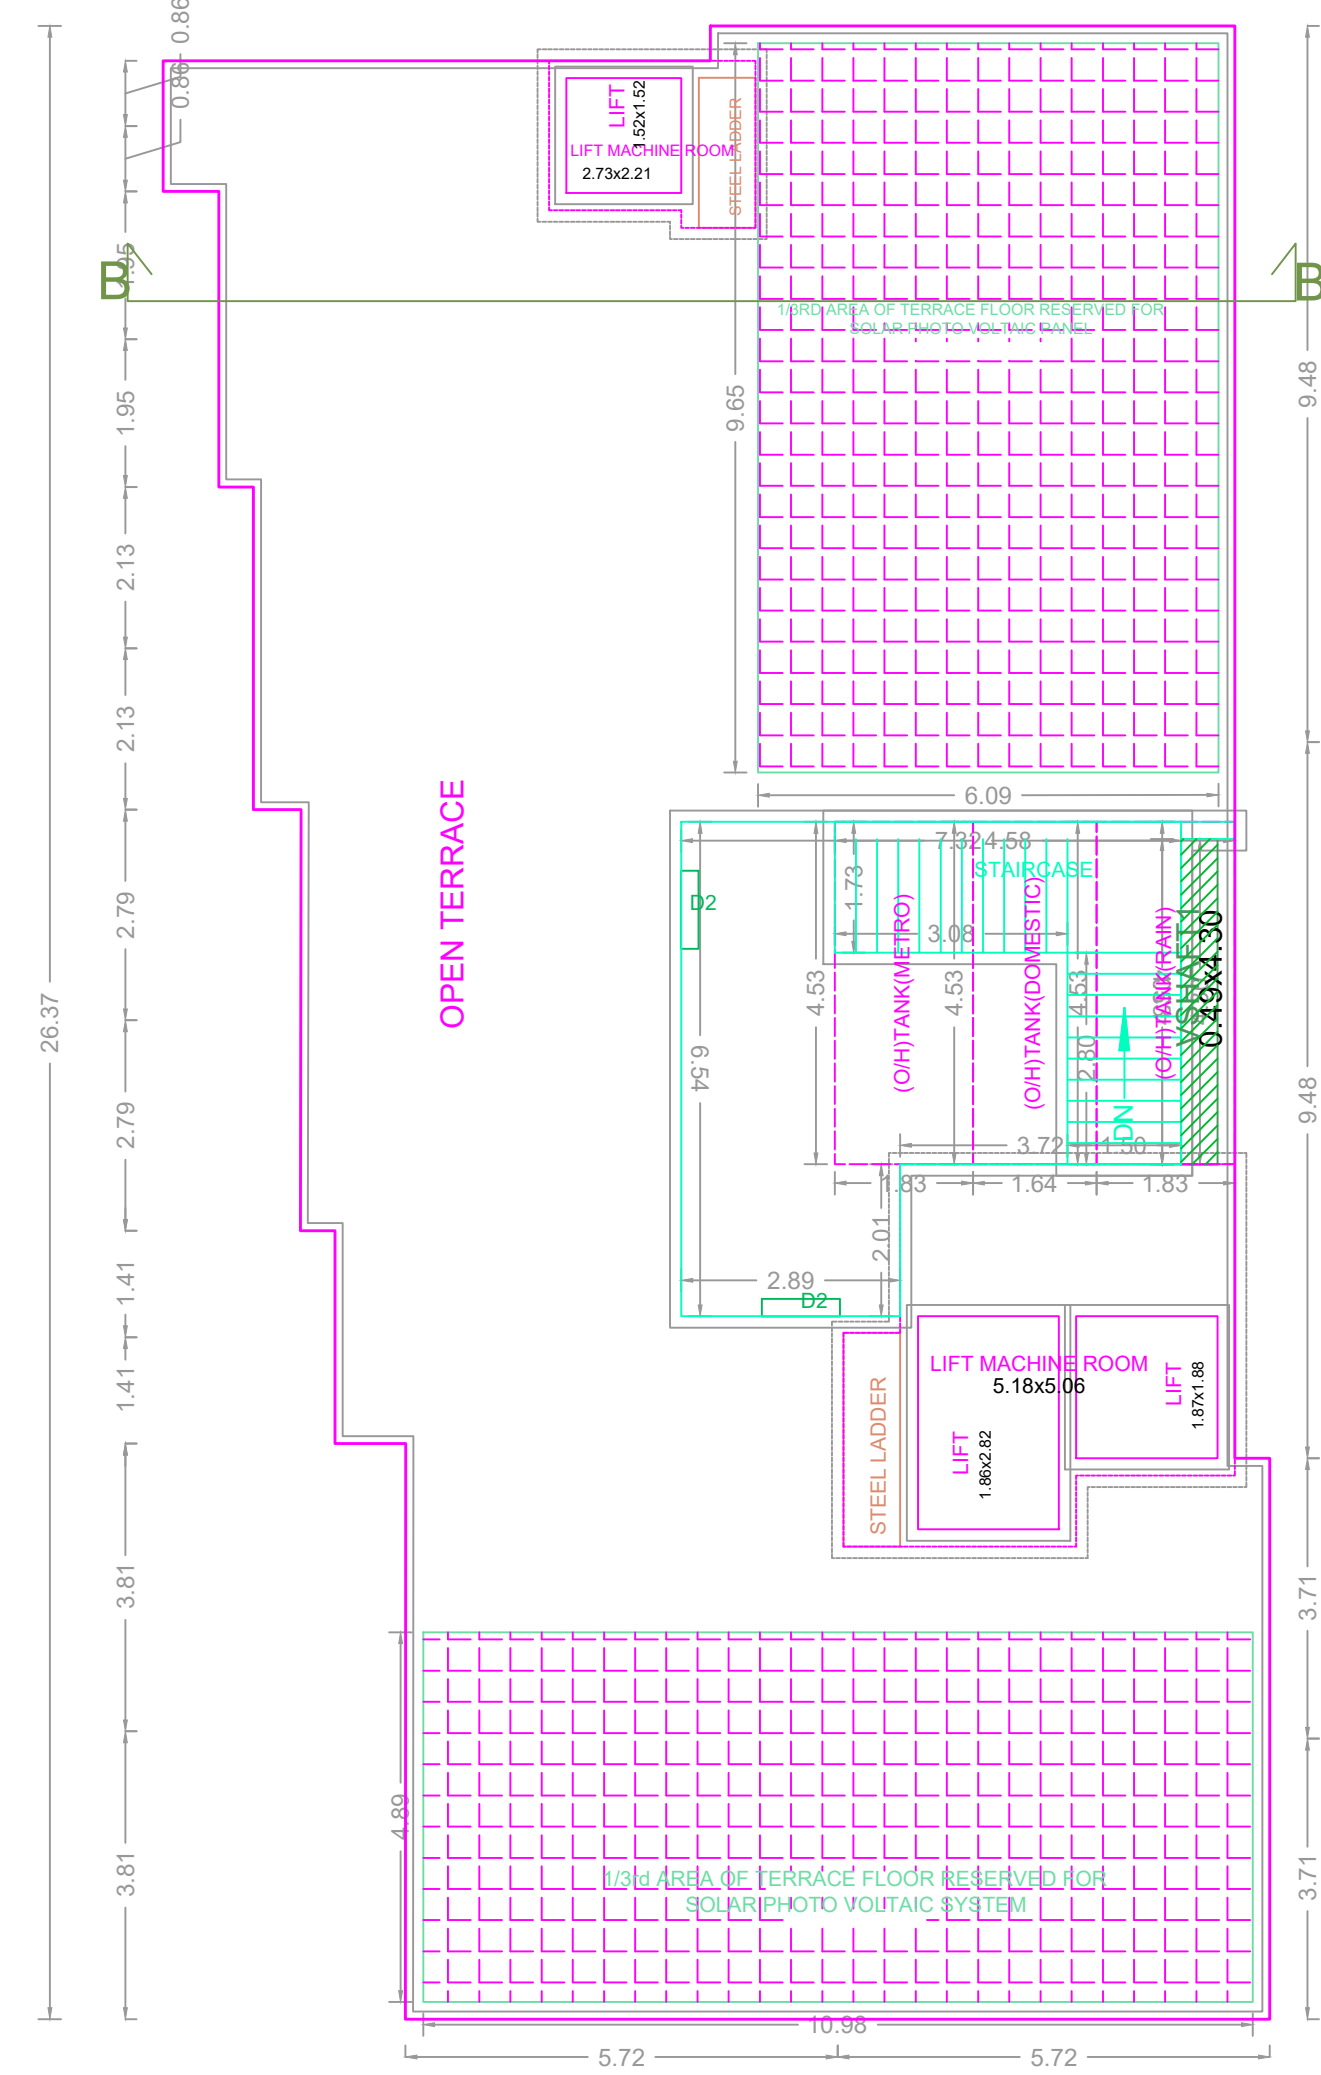 0.86
0.86
LIFT
1.52x1.52
LIFT MACHINE ROOM
2.73x2.21
STEEL LADDER
B
B
1.95
1/3RD AREA OF TERRACE FLOOR RESERVED FOR
SOLAR PHOTO VOLTAIC PANEL
9.65
9.48
1.95
2.13
2.13
OPEN TERRACE
6.09
7.32
4.58
STAIRCASE
1.73
D2
3.08
2.79
4.53
4.53
4.53
(O/H)TANK(METRO)
(O/H)TANK(DOMESTIC)
(O/H)TANK(RAIN)
0.49x4.30
26.37
6.54
2.80
DN
9.48
2.79
3.72
1.50
1.83
1.64
1.83
2.01
2.89
D2
1.41
1.41
LIFT MACHINE ROOM
5.18x5.06
LIFT
1.87x1.88
LIFT
1.86x2.82
STEEL LADDER
3.81
3.71
4.89
3.81
1/3rd AREA OF TERRACE FLOOR RESERVED FOR
SOLAR PHOTO VOLTAIC SYSTEM
3.71
10.98
5.72
5.72